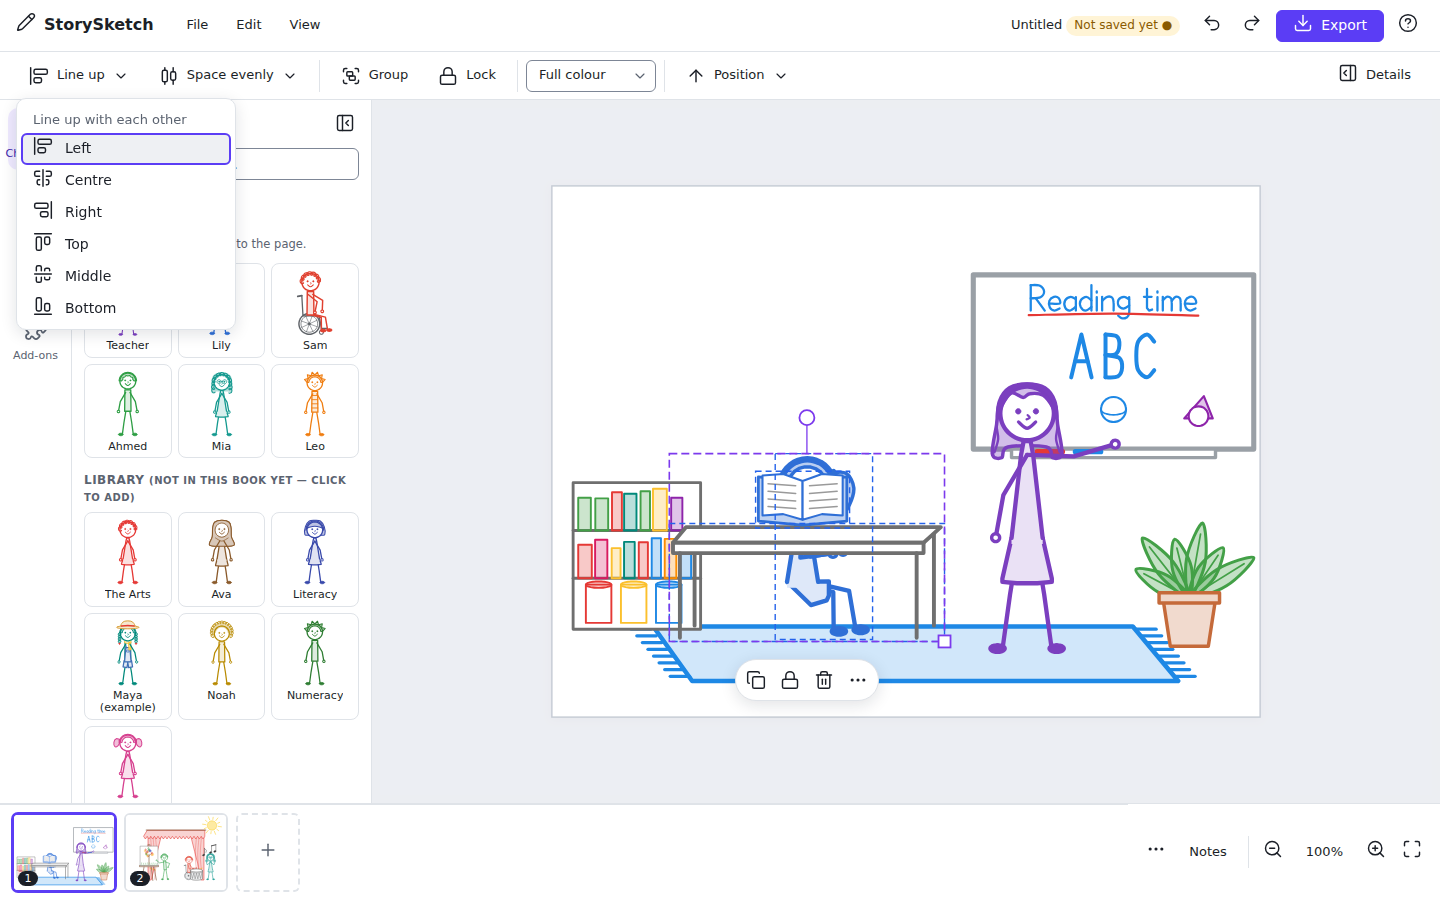 StorySketch
File
Edit
View
Untitled
Not saved yet
Export
Line up
Space evenly
Group
Lock
Full colour
Position
Details
Line up with each other
Left
Centre
Right
Top
Middle
Bottom
to the page.
Add-ons
Teacher
Lily
Sam
Ahmed
Mia
Leo
LIBRARY (NOT IN THIS BOOK YET — CLICK
TO ADD)
The Arts
Ava
Literacy
Maya
(example)
Noah
Numeracy
Reading time
ABC
1
2
Notes
100%